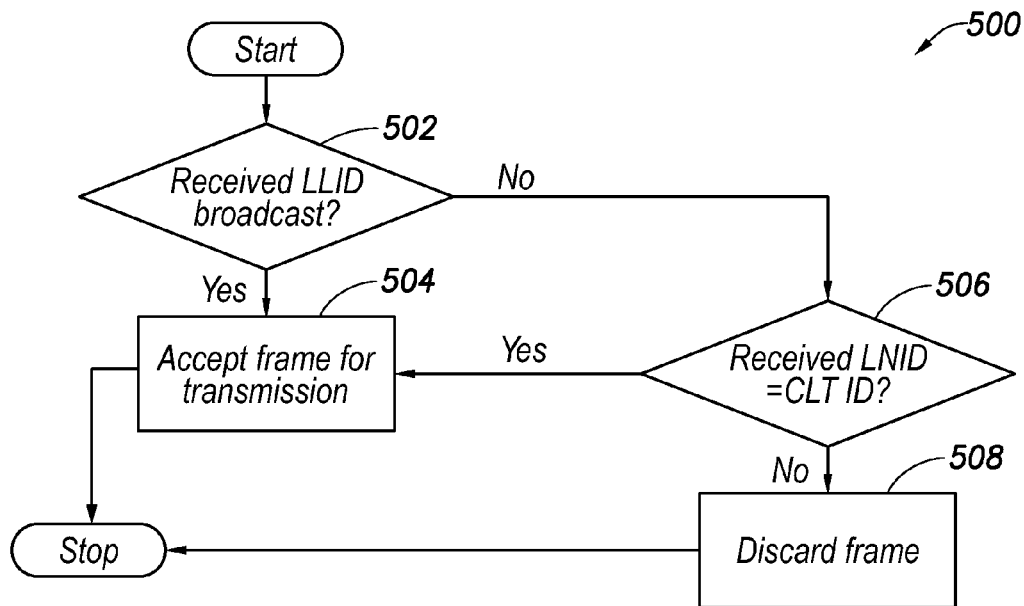 500
Start
502
Received LLID
broadcast?
No
Yes
504
Accept frame for
transmission
Yes
506
Received LNID
=CLT ID?
No
508
Discard frame
Stop